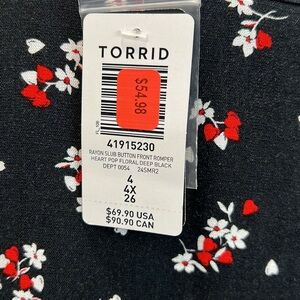 TORRID
$54.98
41915230
RAYON SLUB BUTTON FRONT ROMPER
HEART POP FLORAL DEEP BLACK
DEPT 0054 24SMR2
4
4X
26
$69.90 USA
$90.90 CAN